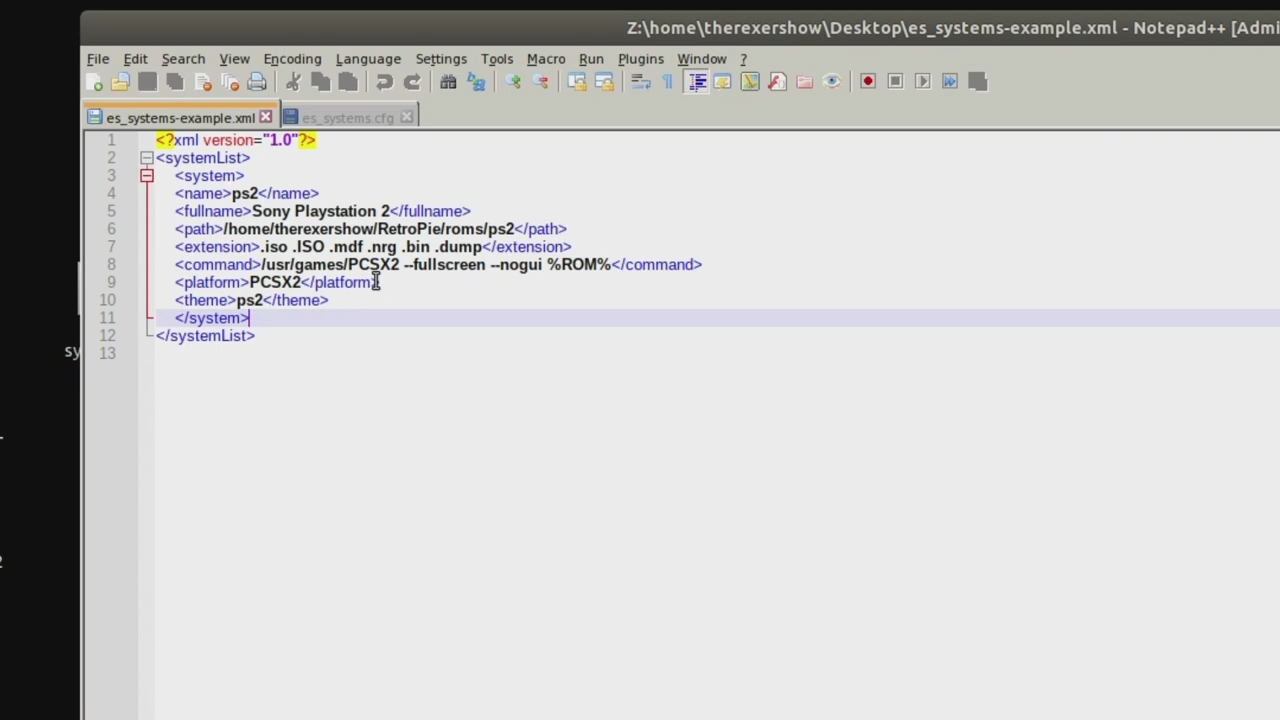 Z:\home\therexershow\Desktop\es_systems-example.xml - Notepad++ [Admi
File Edit Search View Encoding Language Settings Tools Macro Run Plugins Window ?
es_systems-example.xml es_systems.cfg
1 <?xml version="1.0"?>
2 <systemList>
3 <system>
4 <name>ps2</name>
5 <fullname>Sony Playstation 2</fullname>
6 <path>/home/therexershow/RetroPie/roms/ps2</path>
7 <extension>.iso .ISO .mdf .nrg .bin .dump</extension>
8 <command>/usr/games/PCSX2 --fullscreen --nogui %ROM%</command>
9 <platform>PCSX2</platform>
10 <theme>ps2</theme>
11 </system>
12 </systemList>
13
sy